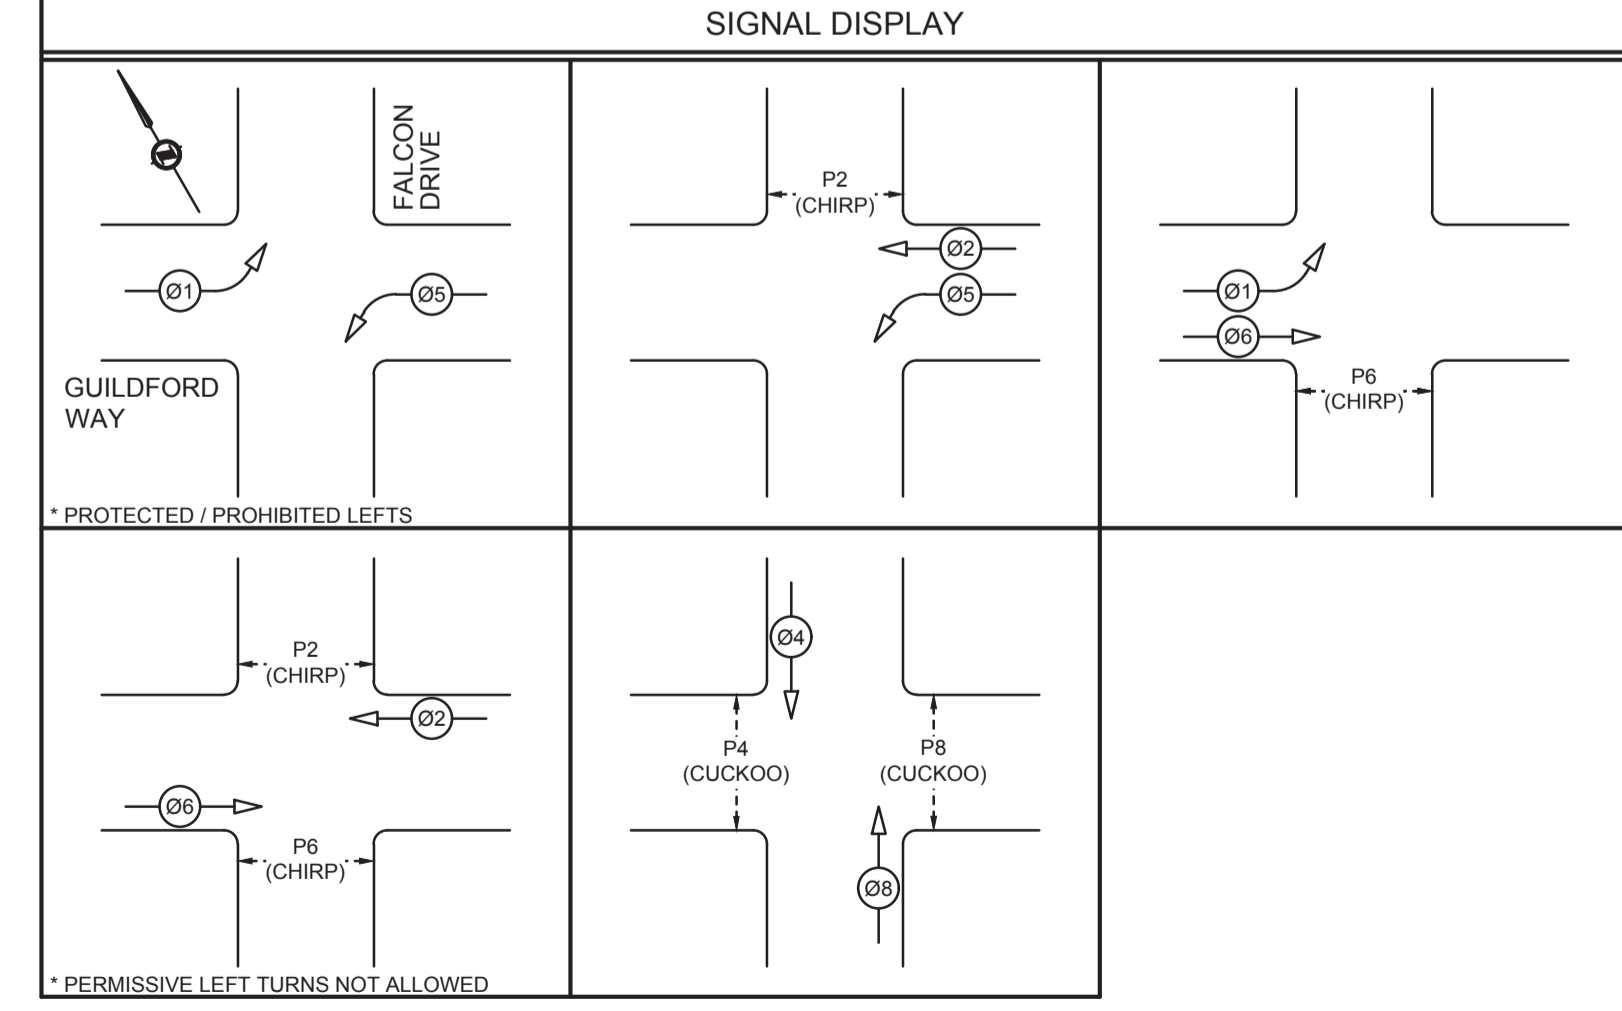 SIGNAL DISPLAY
FALCON
DRIVE
Ø1
Ø5
GUILDFORD
WAY
* PROTECTED / PROHIBITED LEFTS
P2
(CHIRP)
Ø2
Ø5
Ø1
Ø6
P6
(CHIRP)
P2
(CHIRP)
Ø2
Ø6
P6
(CHIRP)
* PERMISSIVE LEFT TURNS NOT ALLOWED
Ø4
P4
(CUCKOO)
P8
(CUCKOO)
Ø8